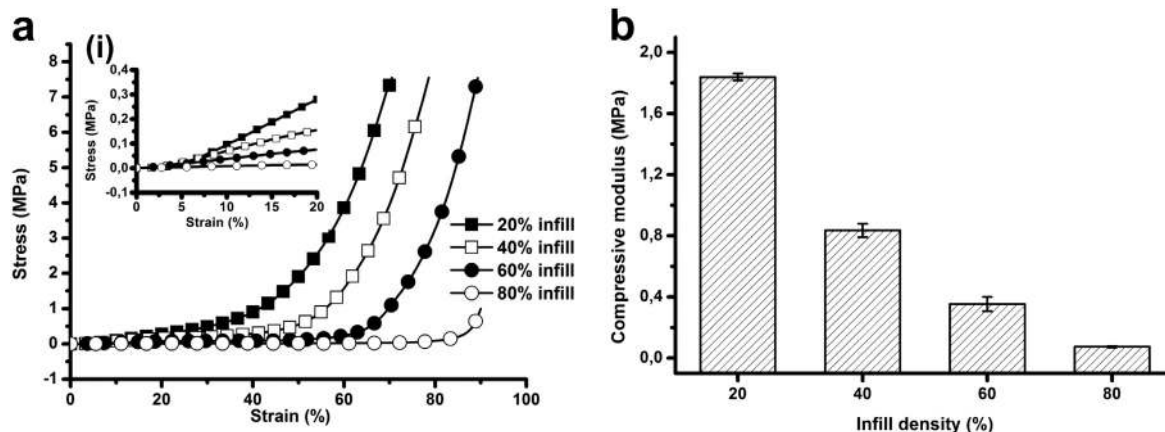 a
(i)
8
7
6
5
4
3
2
1
0
-1
Stress (MPa)
0,4
0,3
0,2
0,1
0,0
-0,1
Stress (MPa)
0 5 10 15 20
Strain (%)
20% infill
40% infill
60% infill
80% infill
0 20 40 60 80 100
Strain (%)
b
2,0
1,6
1,2
0,8
0,4
0,0
Compressive modulus (MPa)
20 40 60 80
Infill density (%)